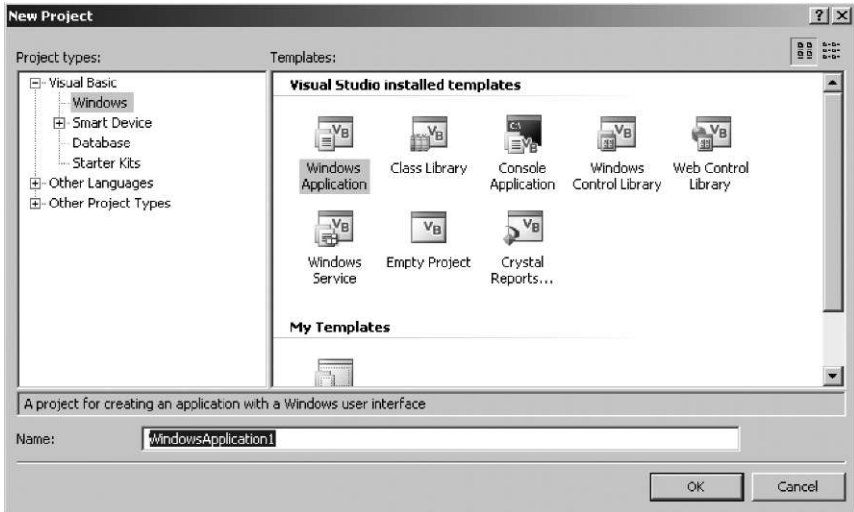 New Project
Project types:
Templates:
Visual Basic
Windows
Smart Device
Database
Starter Kits
Other Languages
Other Project Types
Visual Studio installed templates
Windows
Application
Class Library
Console
Application
Windows
Control Library
Web Control
Library
Windows
Service
Empty Project
Crystal
Reports...
My Templates
A project for creating an application with a Windows user interface
Name:
WindowsApplication1
OK
Cancel